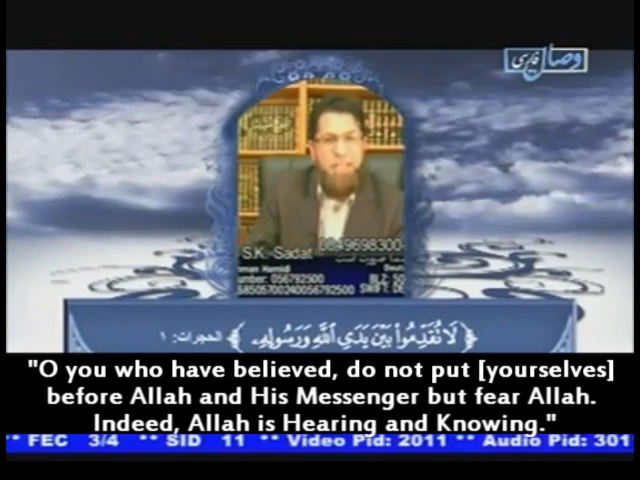 وصال فارسی
S.K. Sadat 0049698300
﴿ لَا تُقَدِّمُوا۟ بَيْنَ يَدَيِ ٱللَّهِ وَرَسُولِهِۦ ﴾ الحجرات: ١
"O you who have believed, do not put [yourselves]
before Allah and His Messenger but fear Allah.
Indeed, Allah is Hearing and Knowing."
** FEC 3/4 ** SID 11 ** Video Pid: 2011 ** Audio Pid: 301